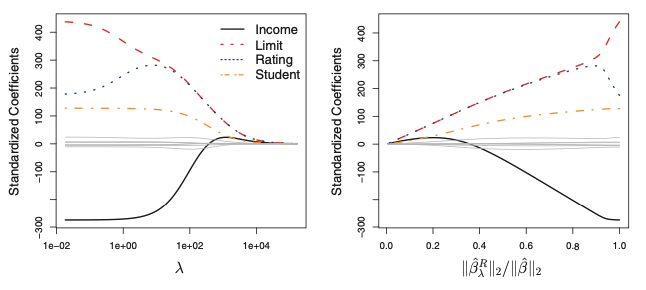 Standardized Coefficients
400
300
200
100
0
-100
-300
1e-02
1e+00
1e+02
1e+04
λ
Income
Limit
Rating
Student
Standardized Coefficients
400
300
200
100
0
-100
-300
0.0
0.2
0.4
0.6
0.8
1.0
‖β̂λᴿ‖₂/‖β̂‖₂